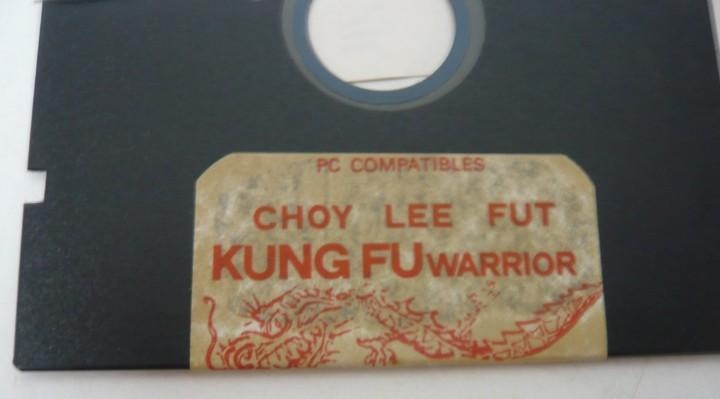 PC COMPATIBLES
CHOY LEE FUT
KUNG FU WARRIOR